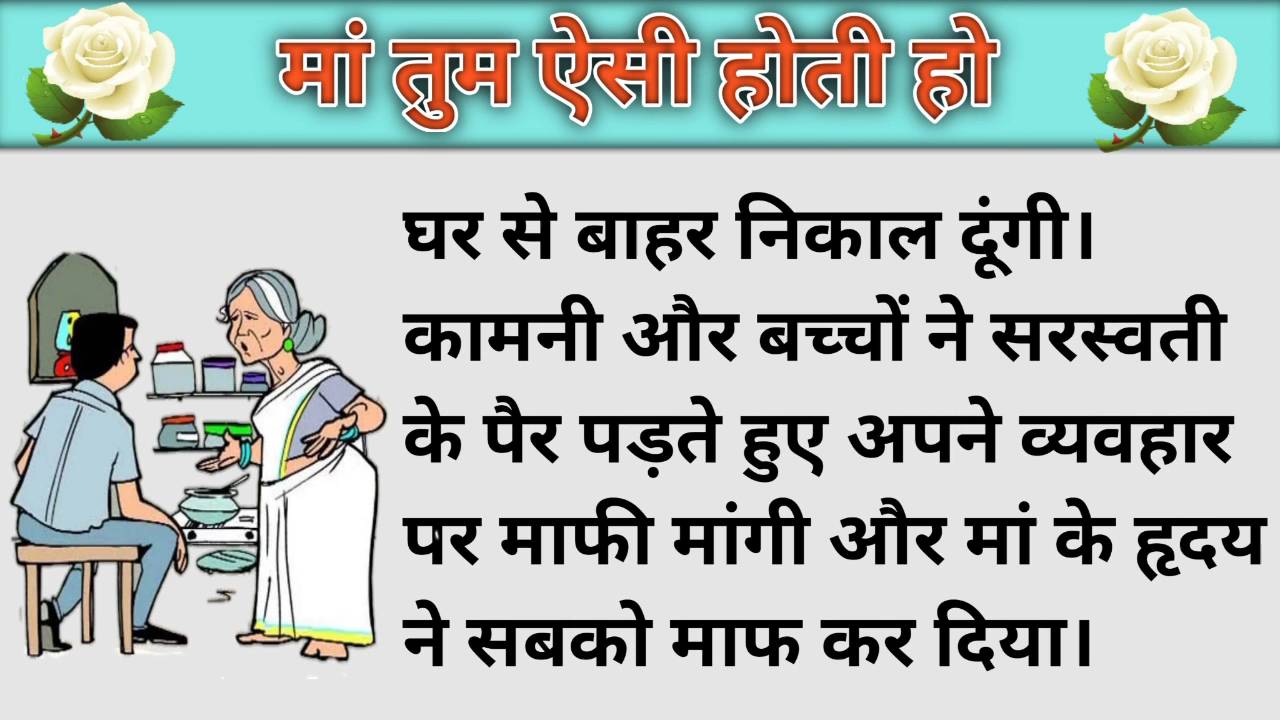 मां तुम ऐसी होती हो
घर से बाहर निकाल दूंगी।
कामनी और बच्चों ने सरस्वती
के पैर पड़ते हुए अपने व्यवहार
पर माफी मांगी और मां के हृदय
ने सबको माफ कर दिया।